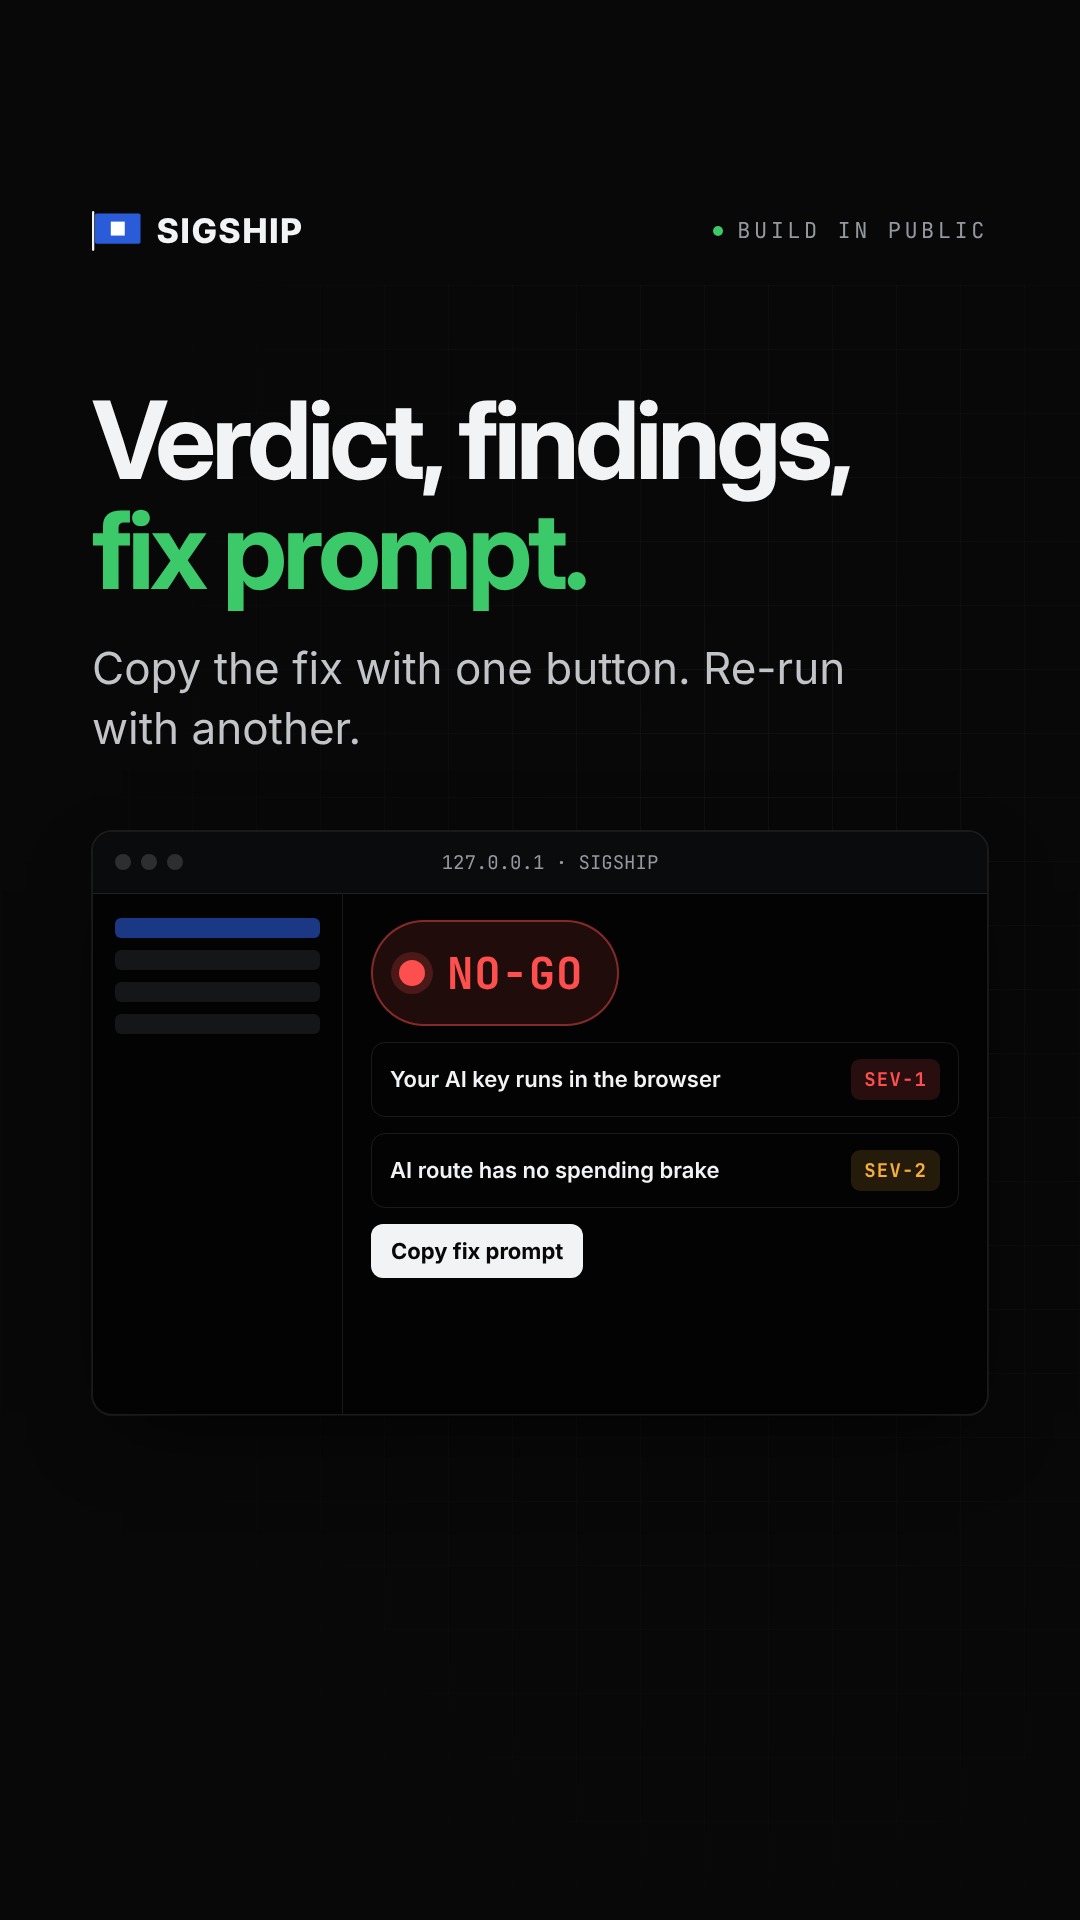 SIGSHIP
BUILD IN PUBLIC
Verdict, findings,
fix prompt.
Copy the fix with one button. Re-run
with another.
127.0.0.1 · SIGSHIP
NO-GO
Your AI key runs in the browser
SEV-1
AI route has no spending brake
SEV-2
Copy fix prompt